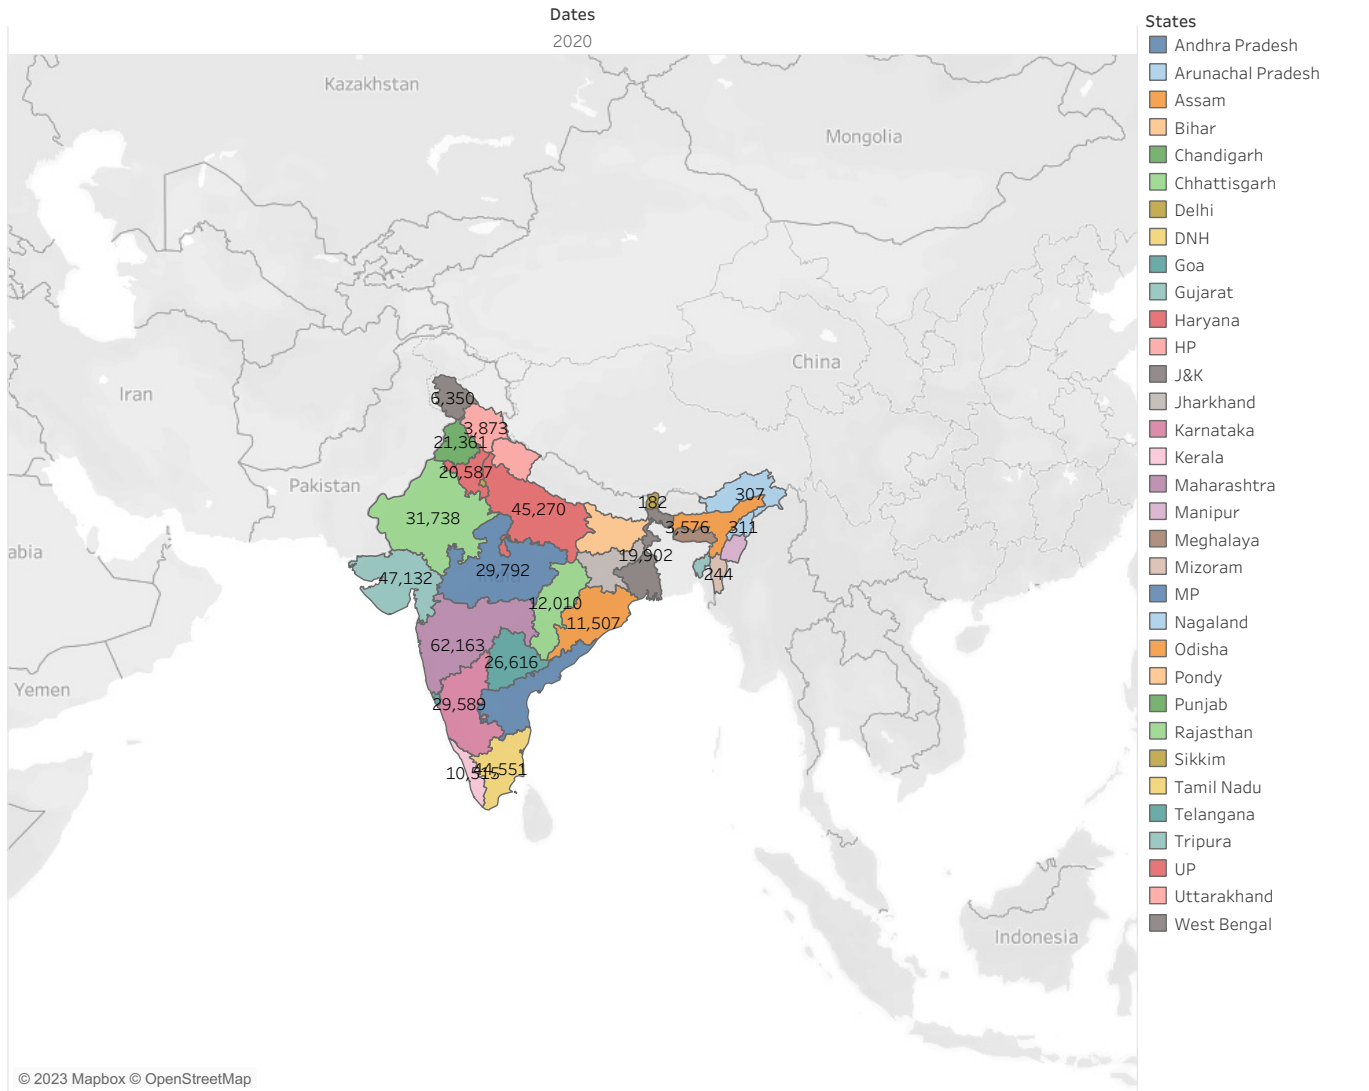 Dates
2020
States
Andhra Pradesh
Arunachal Pradesh
Assam
Bihar
Chandigarh
Chhattisgarh
Delhi
DNH
Goa
Gujarat
Haryana
HP
J&K
Jharkhand
Karnataka
Kerala
Maharashtra
Manipur
Meghalaya
Mizoram
MP
Nagaland
Odisha
Pondy
Punjab
Rajasthan
Sikkim
Tamil Nadu
Telangana
Tripura
UP
Uttarakhand
West Bengal
Kazakhstan
Mongolia
China
Iran
Pakistan
abia
Yemen
India
Indonesia
6,350
3,873
21,361
20,587
31,738
45,270
182
307
3,576
311
19,902
244
47,132
29,792
12,010
11,507
62,163
26,616
29,589
44,551
© 2023 Mapbox © OpenStreetMap